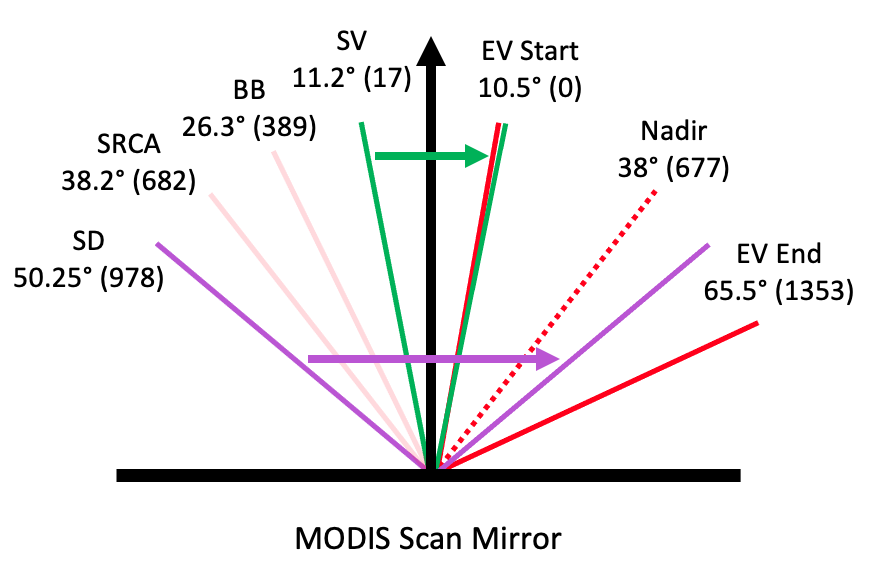 SV
11.2° (17)
EV Start
10.5° (0)
BB
26.3° (389)
Nadir
38° (677)
SRCA
38.2° (682)
SD
50.25° (978)
EV End
65.5° (1353)
MODIS Scan Mirror